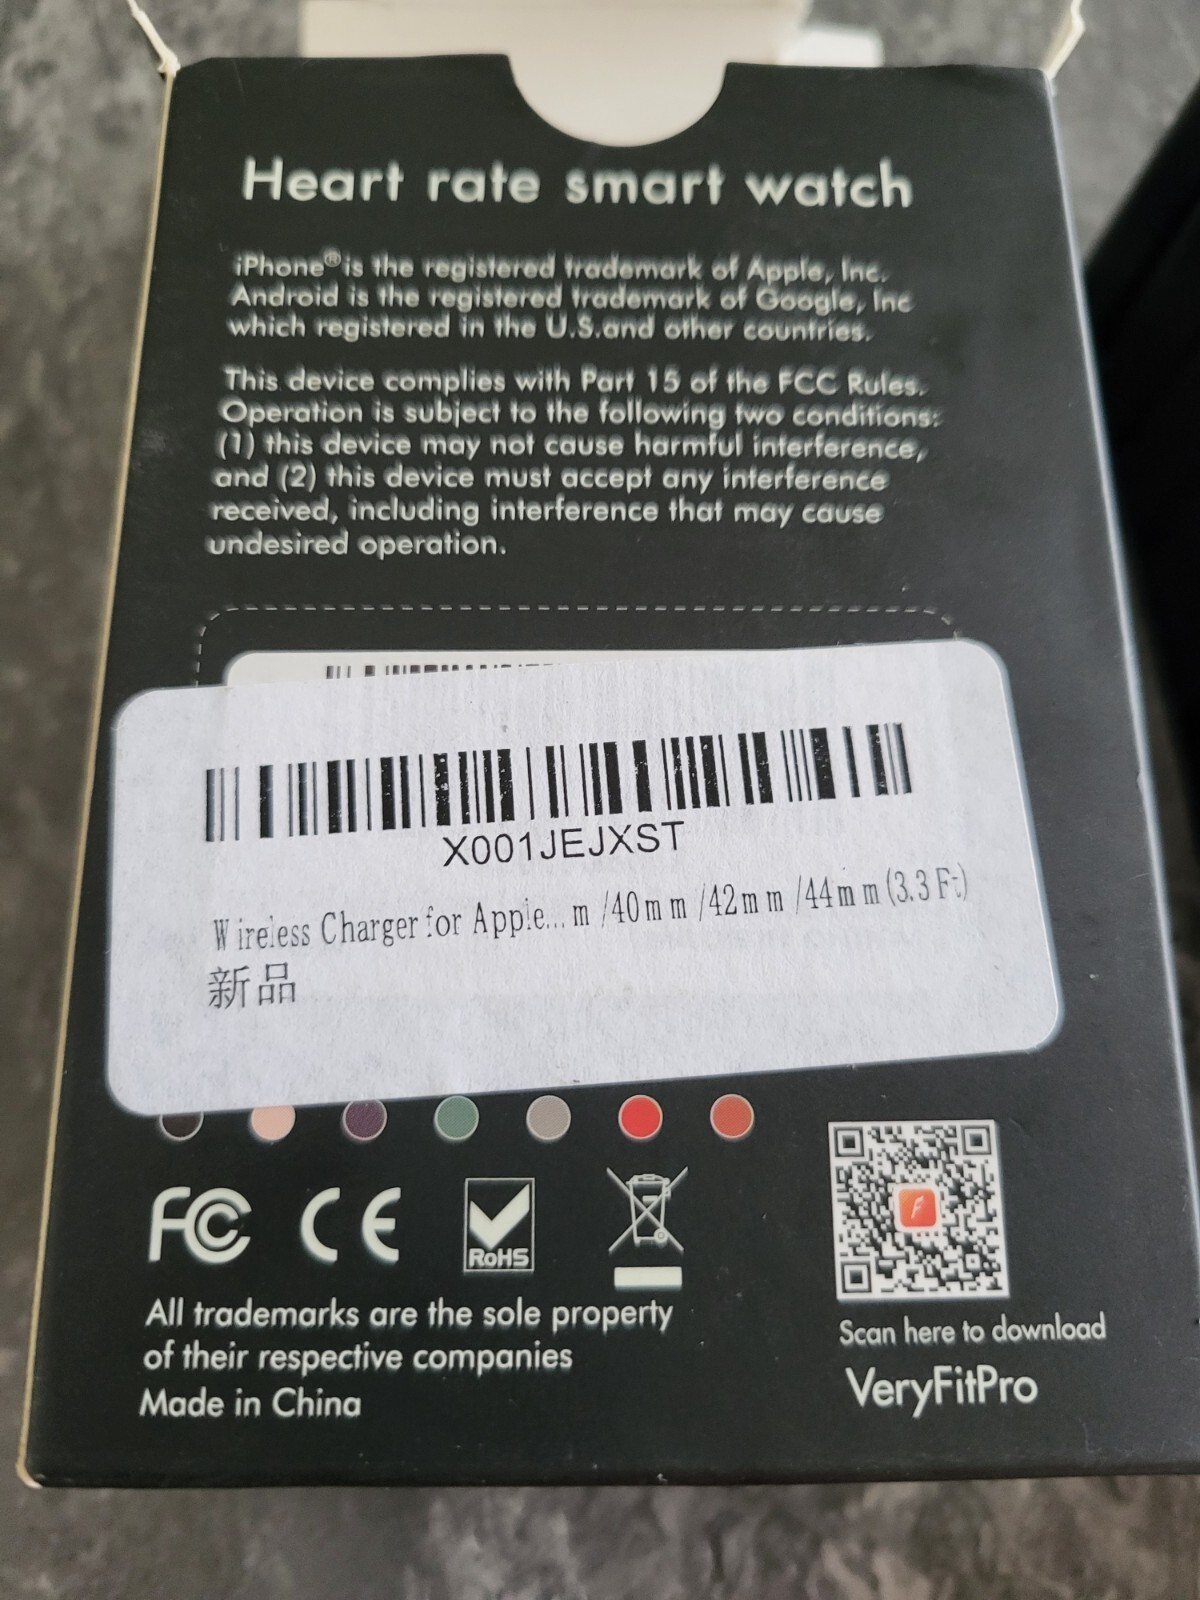 Heart rate smart watch
iPhone® is the registered trademark of Apple, Inc.
Android is the registered trademark of Google, Inc
which registered in the U.S.and other countries.
This device complies with Part 15 of the FCC Rules.
Operation is subject to the following two conditions:
(1) this device may not cause harmful interference,
and (2) this device must accept any interference
received, including interference that may cause
undesired operation.
X001JEJXST
Wireless Charger for Apple... m /40mm /42mm /44mm (3.3 Ft)
新品
FC CE RoHS
All trademarks are the sole property
of their respective companies
Made in China
Scan here to download
VeryFitPro